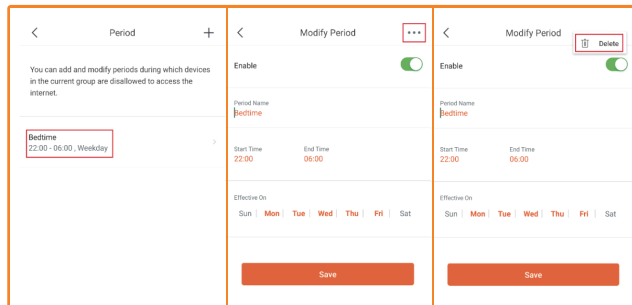 Period
You can add and modify periods during which devices
in the current group are disallowed to access the
internet.
Bedtime
22:00 - 06:00 , Weekday
Modify Period
Enable
Period Name
Bedtime
Start Time End Time
22:00 06:00
Effective On
Sun Mon Tue Wed Thu Fri Sat
Save
Modify Period
Delete
Enable
Period Name
Bedtime
Start Time End Time
22:00 06:00
Effective On
Sun Mon Tue Wed Thu Fri Sat
Save